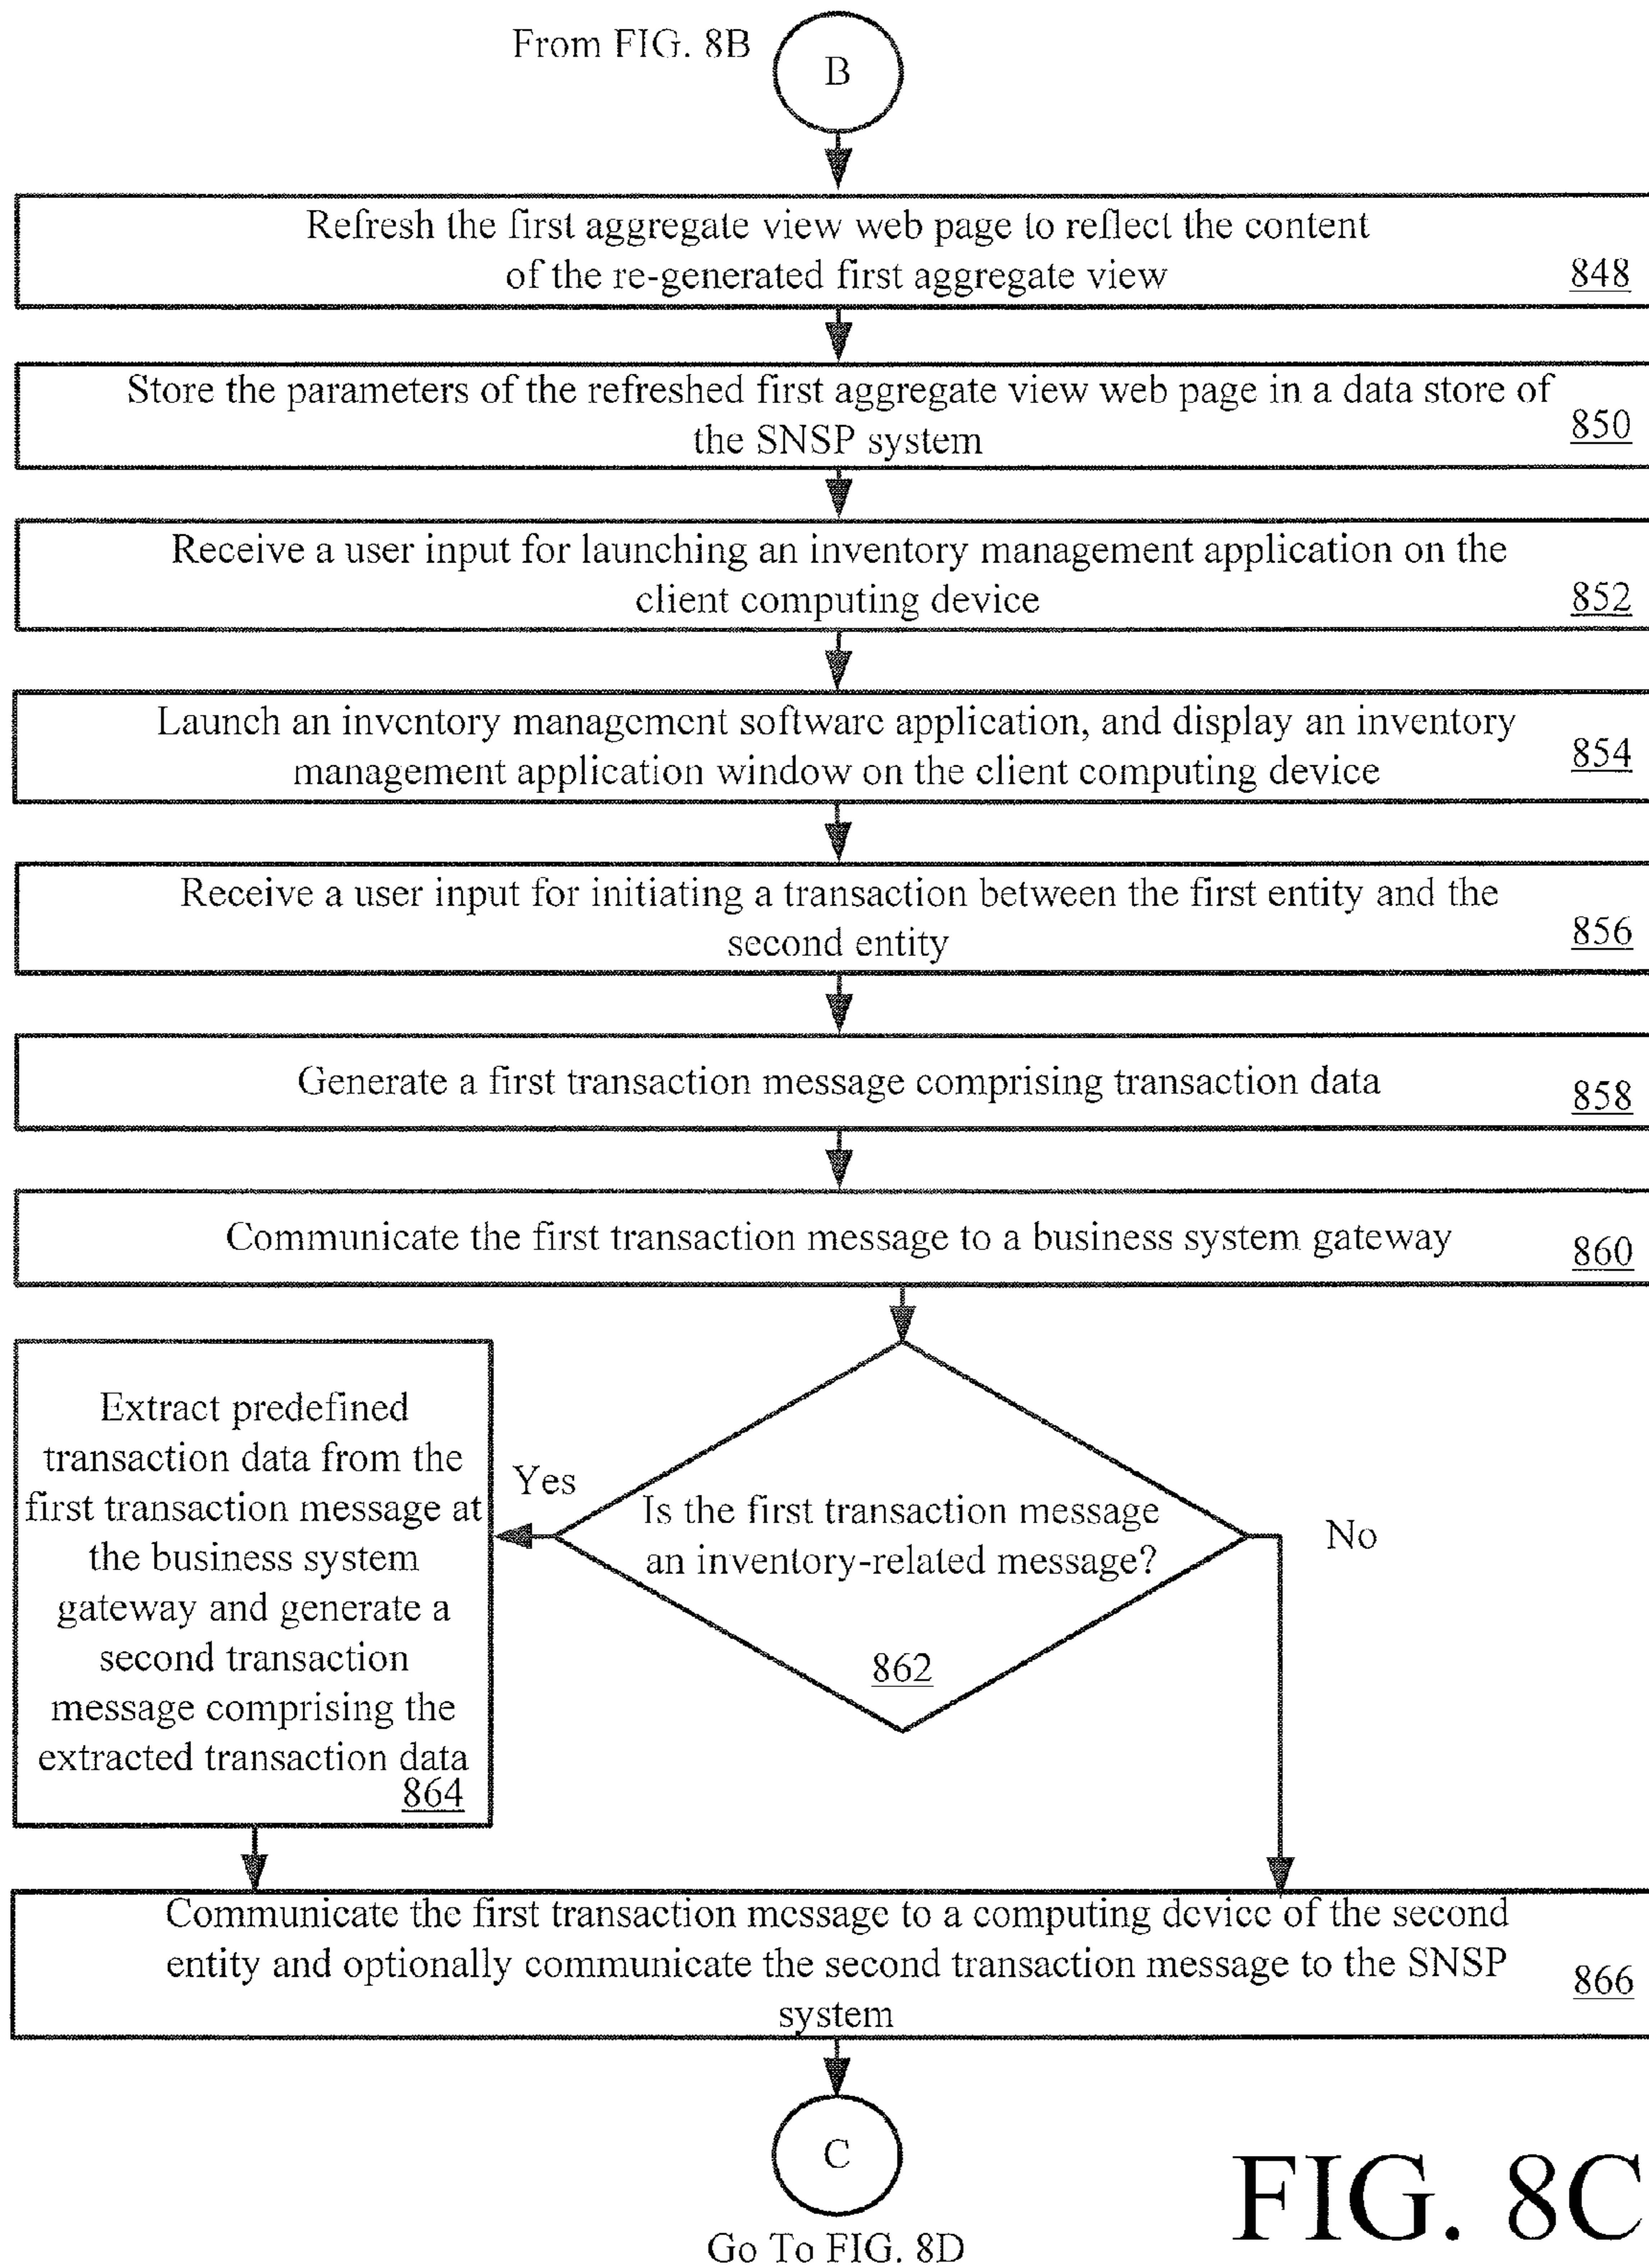 From FIG. 8B
B
Refresh the first aggregate view web page to reflect the content
of the re-generated first aggregate view
848
Store the parameters of the refreshed first aggregate view web page in a data store of
the SNSP system
850
Receive a user input for launching an inventory management application on the
client computing device
852
Launch an inventory management software application, and display an inventory
management application window on the client computing device
854
Receive a user input for initiating a transaction between the first entity and the
second entity
856
Generate a first transaction message comprising transaction data
858
Communicate the first transaction message to a business system gateway
860
Extract predefined
transaction data from the
first transaction message at
the business system
gateway and generate a
second transaction
message comprising the
extracted transaction data
864
Yes
Is the first transaction message
an inventory-related message?
862
No
Communicate the first transaction message to a computing device of the second
entity and optionally communicate the second transaction message to the SNSP
system
866
C
Go To FIG. 8D
FIG. 8C